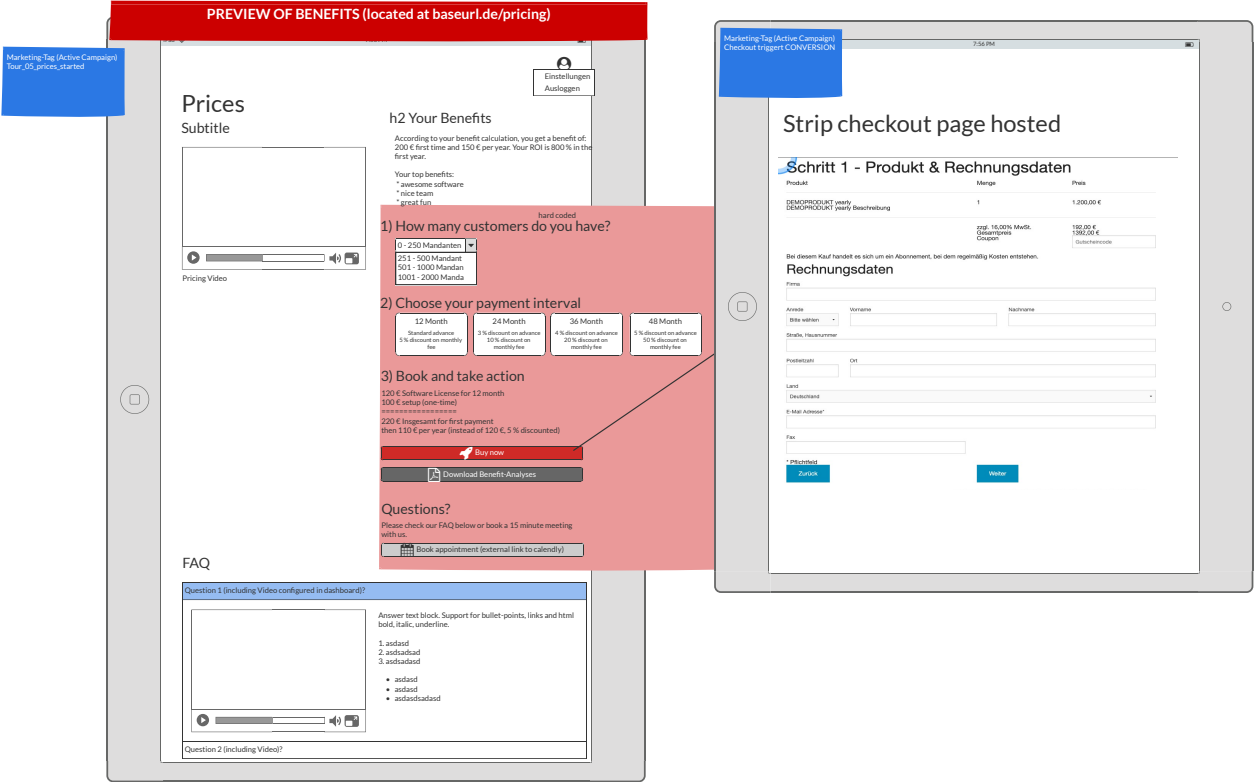 PREVIEW OF BENEFITS (located at baseurl.de/pricing)
Marketing-Tag (Active Campaign)
Tour_05_prices_started
Einstellungen
Ausloggen
Prices
Subtitle
Pricing Video
h2 Your Benefits
According to your benefit calculation, you get a benefit of:
200 € first time and 150 € per year. Your ROI is 800 % in the
first year.
Your top benefits:
* awesome software
* nice team
* great fun
hard coded
1) How many customers do you have?
0 - 250 Mandanten
251 - 500 Mandant
501 - 1000 Mandan
1001 - 2000 Manda
2) Choose your payment interval
12 Month
Standard advance
5 % discount on monthly
fee
24 Month
3 % discount on advance
10 % discount on
monthly fee
36 Month
4 % discount on advance
20 % discount on
monthly fee
48 Month
5 % discount on advance
50 % discount on
monthly fee
3) Book and take action
120 € Software License for 12 month
100 € setup (one-time)
=================
220 € Insgesamt for first payment
then 110 € per year (instead of 120 €, 5 % discounted)
Buy now
Download Benefit-Analyses
Questions?
Please check our FAQ below or book a 15 minute meeting
with us.
Book appointment (external link to calendly)
FAQ
Question 1 (including Video configured in dashboard)?
Answer text block. Support for bullet-points, links and html
bold, italic, underline.
1. asdasd
2. asdsadsad
3. asdsadasd
• asdasd
• asdasd
• asdasdsadasd
Question 2 (including Video)?
Marketing-Tag (Active Campaign)
Checkout triggert CONVERSION
7:56 PM
Strip checkout page hosted
Schritt 1 - Produkt & Rechnungsdaten
Produkt Menge Preis
DEMOPRODUKT yearly 1 1.200,00 €
DEMOPRODUKT yearly Beschreibung
zzgl. 16,00% MwSt. 192,00 €
Gesamtpreis 1392,00 €
Coupon Gutscheincode
Bei diesem Kauf handelt es sich um ein Abonnement, bei dem regelmäßig Kosten entstehen.
Rechnungsdaten
Firma
Anrede Vorname Nachname
Bitte wählen
Straße, Hausnummer
Postleitzahl Ort
Land
Deutschland
E-Mail Adresse*
Fax
* Pflichtfeld
Zurück Weiter